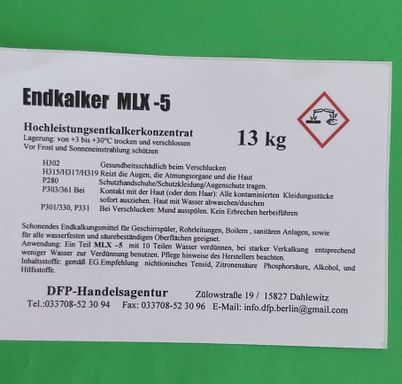 Endkalker MLX -5
Hochleistungsentkalkerkonzentrat
13 kg
Lagerung: von +3 bis +30°C trocken und verschlossen
Vor Frost und Sonneneinstrahlung schützen
H302 Gesundheitsschädlich beim Verschlucken
H315/H317/H319 Reizt die Augen, die Atmungsorgane und die Haut
P280 Schutzhandschuhe/Schutzkleidung/Augenschutz tragen.
P303/361 Bei Kontakt mit der Haut (oder dem Haar): Alle kontaminierten Kleidungsstücke
sofort ausziehen. Haut mit Wasser abwaschen/duschen
P301/330, P331 Bei Verschlucken: Mund ausspülen. Kein Erbrechen herbeiführen
Schonendes Endkalkungsmittel für Geschirrspüler, Rohrleitungen, Boilern , sanitären Anlagen, sowie
für alle wasserfesten und säurebeständigen Oberflächen geeignet.
Anwendung: Ein Teil MLX –5 mit 10 Teilen Wasser verdünnen, bei starker Verkalkung entsprechend
weniger Wasser zur Verdünnung benutzen. Pflege hinweise des Herstellers beachten.
Inhaltsstoffe: gemäß EG.Empfehlung nichtionisches Tensid, Zitronensäure Phosphorsäure, Alkohol, und
Hilfsstoffe.
DFP-Handelsagentur Zülowstraße 19 / 15827 Dahlewitz
Tel.:033708-52 30 94 Fax: 033708-52 30 96 E-Mail: info.dfp.berlin@gmail.com